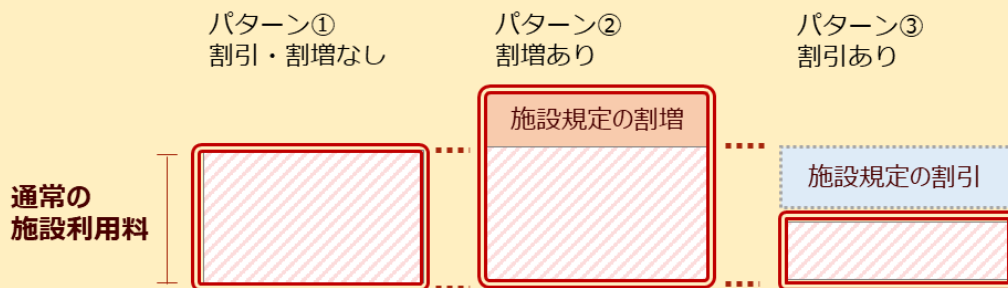 パターン①
割引・割増なし
パターン②
割増あり
パターン③
割引あり
施設規定の割増
施設規定の割引
通常の
施設利用料